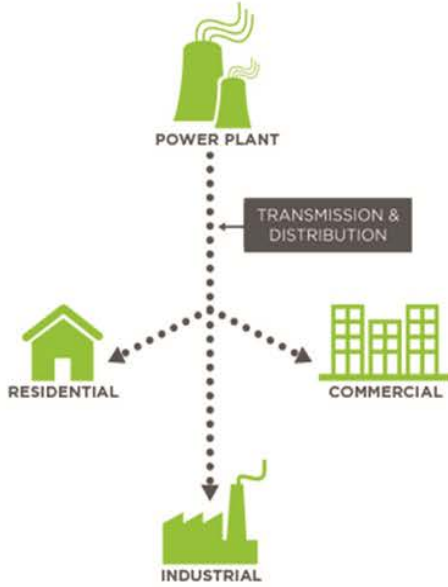 POWER PLANT
TRANSMISSION &
DISTRIBUTION
RESIDENTIAL
COMMERCIAL
INDUSTRIAL